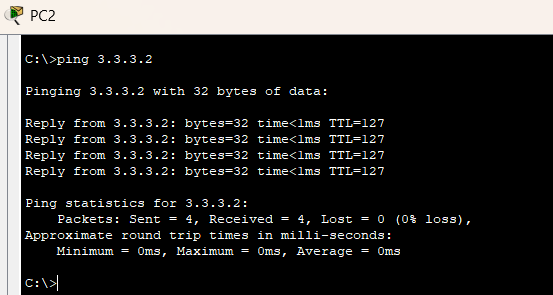 PC2
C:\>ping 3.3.3.2
Pinging 3.3.3.2 with 32 bytes of data:
Reply from 3.3.3.2: bytes=32 time<1ms TTL=127
Reply from 3.3.3.2: bytes=32 time<1ms TTL=127
Reply from 3.3.3.2: bytes=32 time<1ms TTL=127
Reply from 3.3.3.2: bytes=32 time<1ms TTL=127
Ping statistics for 3.3.3.2:
    Packets: Sent = 4, Received = 4, Lost = 0 (0% loss),
Approximate round trip times in milli-seconds:
    Minimum = 0ms, Maximum = 0ms, Average = 0ms
C:\>